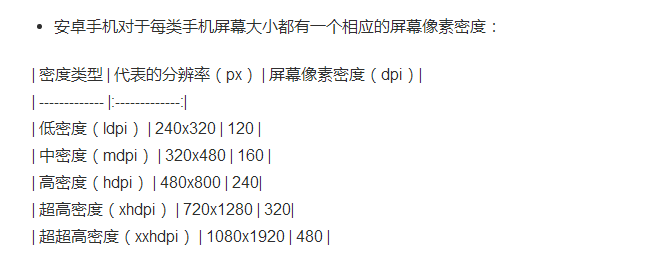 • 安卓手机对于每类手机屏幕大小都有一个相应的屏幕像素密度：
| 密度类型 | 代表的分辨率（px） | 屏幕像素密度（dpi）|
| ------------- |:-------------:|
| 低密度（ldpi） | 240x320 | 120 |
| 中密度（mdpi） | 320x480 | 160 |
| 高密度（hdpi） | 480x800 | 240|
| 超高密度（xhdpi） | 720x1280 | 320|
| 超超高密度（xxhdpi） | 1080x1920 | 480 |